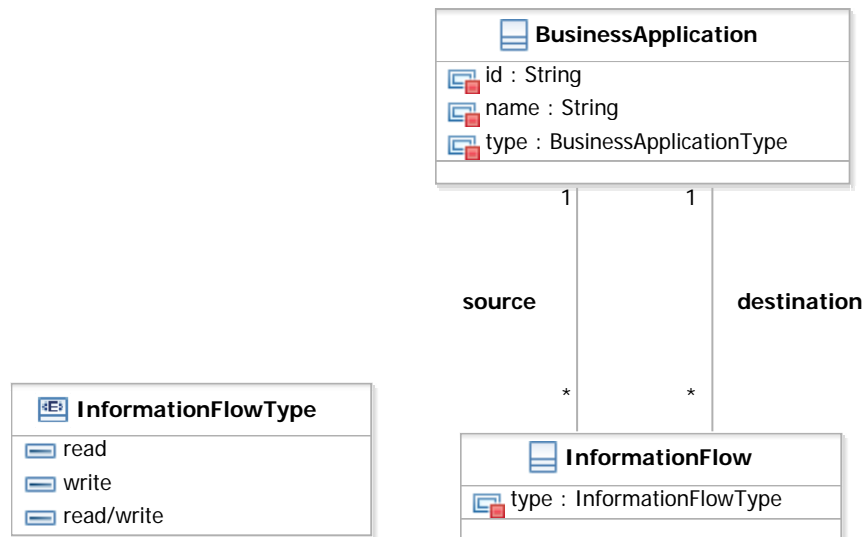 BusinessApplication
id : String
name : String
type : BusinessApplicationType
1 1
source destination
* *
InformationFlowType
read
write
read/write
InformationFlow
type : InformationFlowType